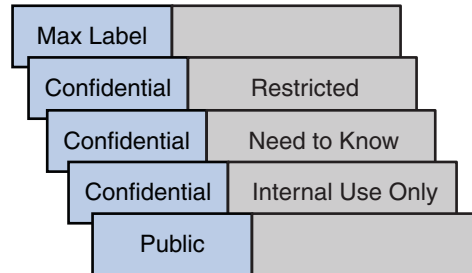 Max Label
Confidential Restricted
Confidential Need to Know
Confidential Internal Use Only
Public